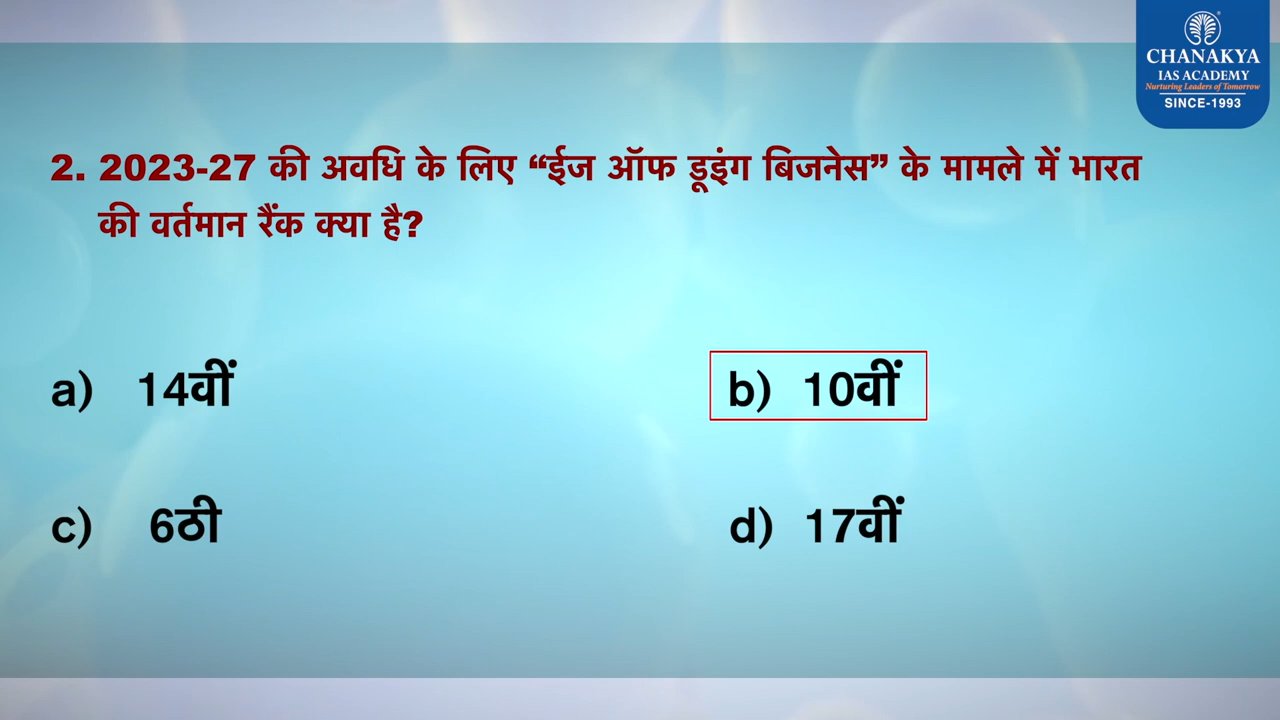 CHANAKYA
IAS ACADEMY
Nurturing Leaders of Tomorrow
SINCE-1993
2. 2023-27 की अवधि के लिए “ईज ऑफ डूइंग बिजनेस” के मामले में भारत
की वर्तमान रैंक क्या है?
a) 14वीं
b) 10वीं
c) 6ठी
d) 17वीं